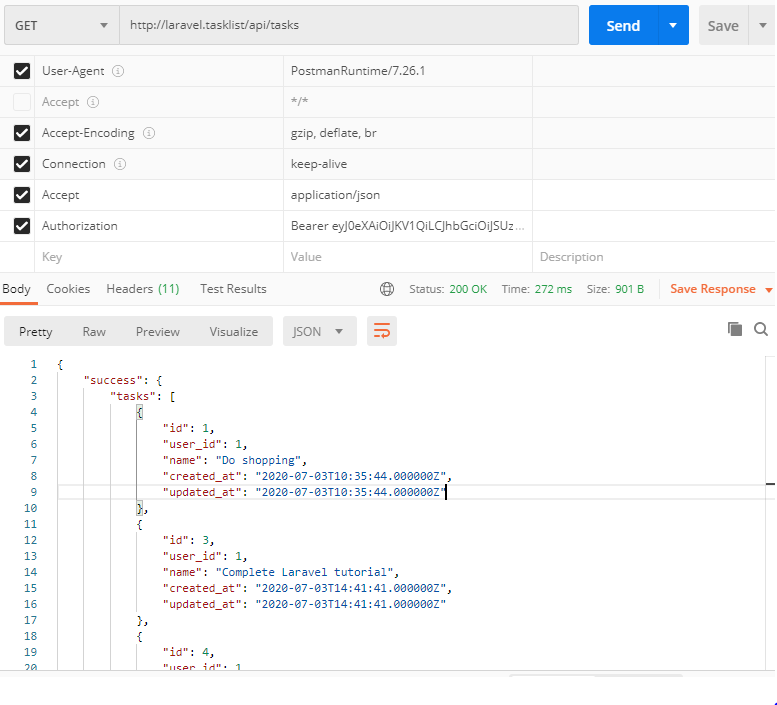 GET http://laravel.tasklist/api/tasks Send Save
User-Agent PostmanRuntime/7.26.1
Accept */*
Accept-Encoding gzip, deflate, br
Connection keep-alive
Accept application/json
Authorization Bearer eyJ0eXAiOiJKV1QiLCJhbGciOiJSUz...
Key Value Description
Body Cookies Headers (11) Test Results Status: 200 OK Time: 272 ms Size: 901 B Save Response
Pretty Raw Preview Visualize JSON
1 {
2 "success": {
3 "tasks": [
4 {
5 "id": 1,
6 "user_id": 1,
7 "name": "Do shopping",
8 "created_at": "2020-07-03T10:35:44.000000Z",
9 "updated_at": "2020-07-03T10:35:44.000000Z"
10 },
11 {
12 "id": 3,
13 "user_id": 1,
14 "name": "Complete Laravel tutorial",
15 "created_at": "2020-07-03T14:41:41.000000Z",
16 "updated_at": "2020-07-03T14:41:41.000000Z"
17 },
18 {
19 "id": 4,
20 "user_id": 1